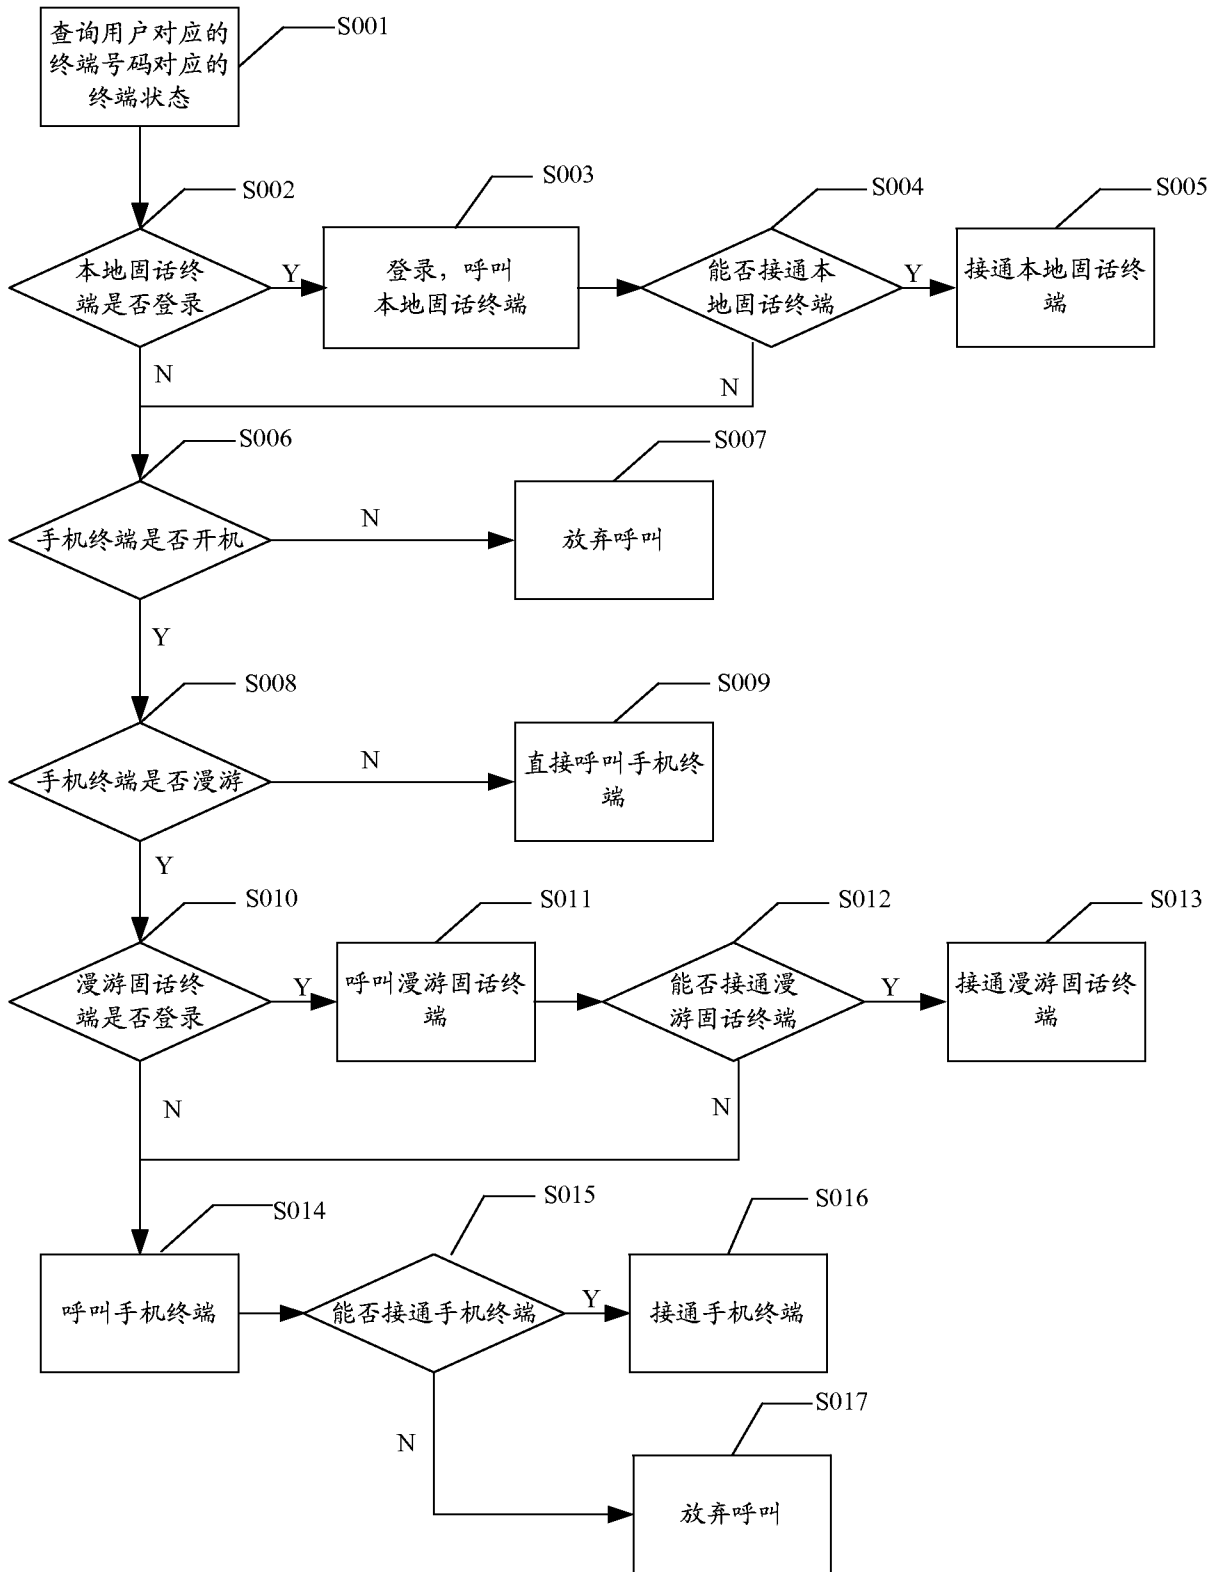 查询用户对应的
终端号码对应的
终端状态
S001
S002
S003
S004
S005
本地固话终
端是否登录
Y
登录，呼叫
本地固话终端
能否接通本
地固话终端
Y
接通本地固话终
端
N
N
S006
S007
手机终端是否开机
N
放弃呼叫
Y
S008
S009
手机终端是否漫游
N
直接呼叫手机终
端
Y
S010
S011
S012
S013
漫游固话终
端是否登录
Y
呼叫漫游固话终
端
能否接通漫
游固话终端
Y
接通漫游固话终
端
N
N
S014
S015
S016
呼叫手机终端
能否接通手机终端
Y
接通手机终端
S017
N
放弃呼叫